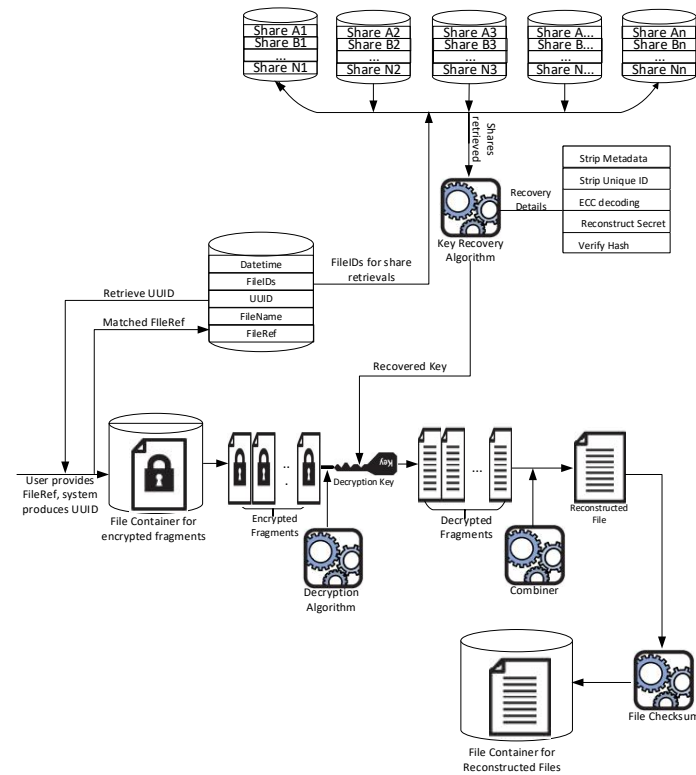 Share A1
Share B1
...
Share N1
Share A2
Share B2
...
Share N2
Share A3
Share B3
...
Share N3
Share A...
Share B...
...
Share N...
Share An
Share Bn
...
Share Nn
Shares
retrieved
Key Recovery
Algorithm
Recovery
Details
Strip Metadata
Strip Unique ID
ECC decoding
Reconstruct Secret
Verify Hash
Datetime
FileIDs
UUID
FileName
FileRef
FileIDs for share
retrievals
Retrieve UUID
Matched FIleRef
Recovered Key
User provides
FileRef, system
produces UUID
File Container for
encrypted fragments
..
.
Encrypted
Fragments
Key
Decryption Key
Decryption
Algorithm
...
Decrypted
Fragments
Combiner
Reconstructed
File
File Checksum
File Container for
Reconstructed Files